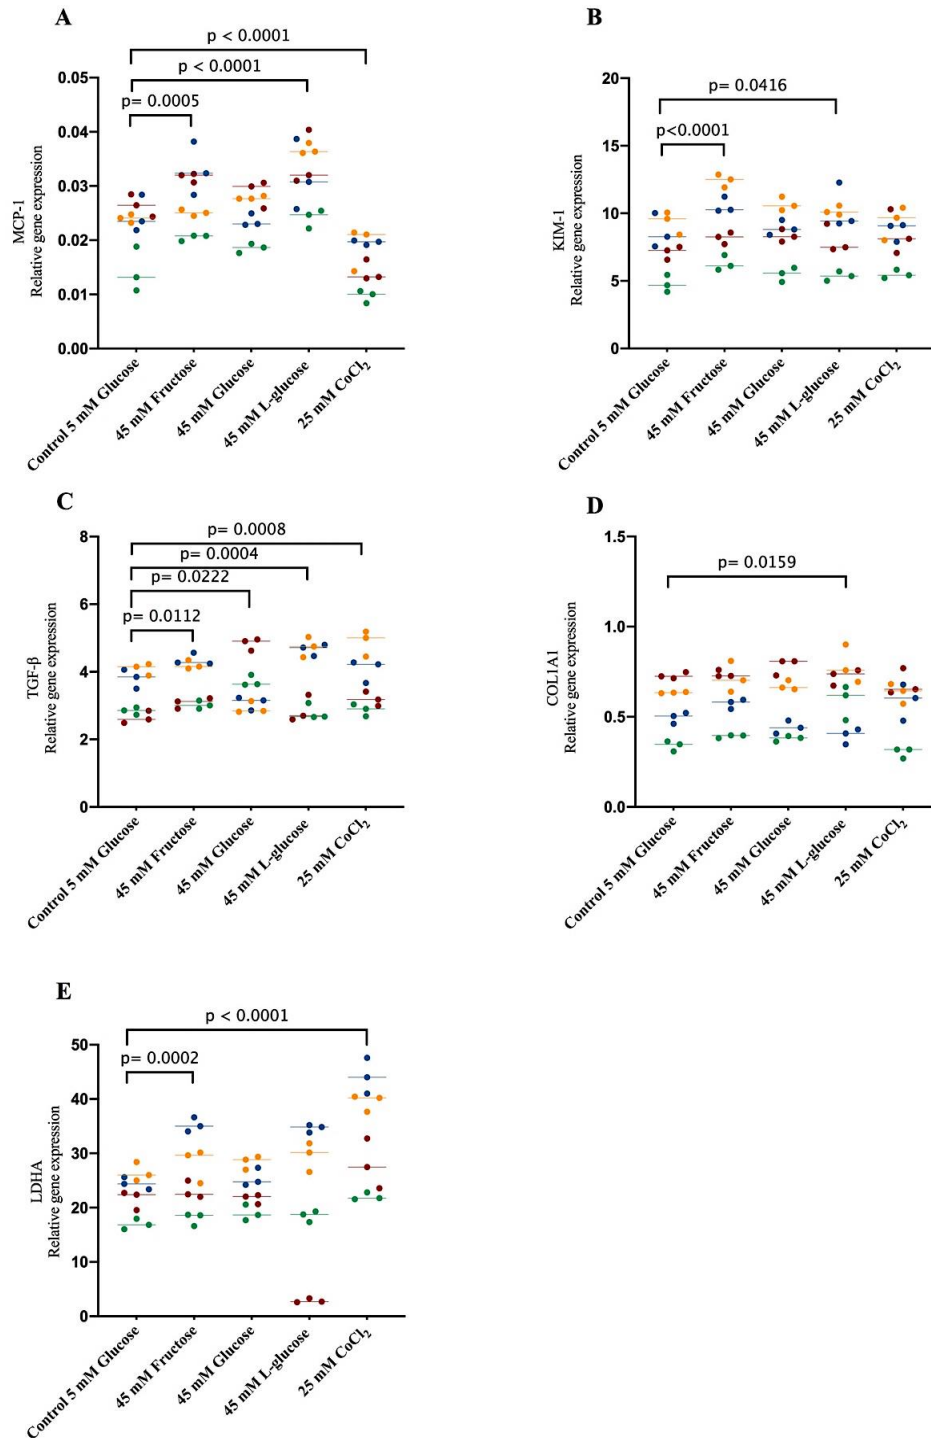 A
p < 0.0001
p < 0.0001
p= 0.0005
MCP-1
Relative gene expression
0.05
0.04
0.03
0.02
0.01
0.00
Control 5 mM Glucose
45 mM Fructose
45 mM Glucose
45 mM L-glucose
25 mM CoCl2
B
p= 0.0416
p<0.0001
KIM-1
Relative gene expression
20
15
10
5
0
Control 5 mM Glucose
45 mM Fructose
45 mM Glucose
45 mM L-glucose
25 mM CoCl2
C
p= 0.0008
p= 0.0004
p= 0.0222
p= 0.0112
TGF-β
Relative gene expression
8
6
4
2
0
Control 5 mM Glucose
45 mM Fructose
45 mM Glucose
45 mM L-glucose
25 mM CoCl2
D
p= 0.0159
COL1A1
Relative gene expression
1.5
1.0
0.5
0.0
Control 5 mM Glucose
45 mM Fructose
45 mM Glucose
45 mM L-glucose
25 mM CoCl2
E
p < 0.0001
p= 0.0002
LDHA
Relative gene expression
50
40
30
20
10
0
Control 5 mM Glucose
45 mM Fructose
45 mM Glucose
45 mM L-glucose
25 mM CoCl2